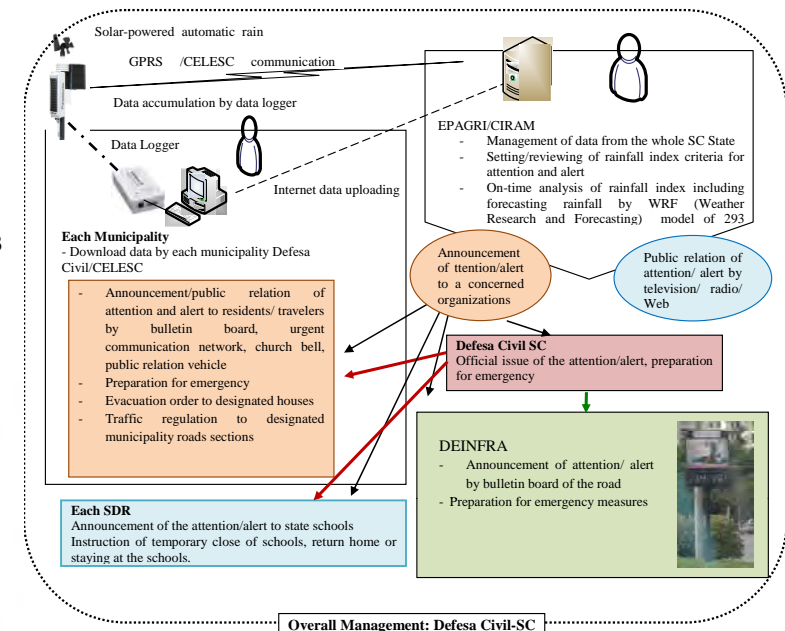 Solar-powered automatic rain
GPRS /CELESC communication
Data accumulation by data logger
Data Logger
Internet data uploading
EPAGRI/CIRAM
- Management of data from the whole SC State
- Setting/reviewing of rainfall index criteria for
attention and alert
- On-time analysis of rainfall index including
forecasting rainfall by WRF (Weather
Research and Forecasting) model of 293
Each Municipality
- Download data by each municipality Defesa
Civil/CELESC
- Announcement/public relation of
attention and alert to residents/ travelers
by bulletin board, urgent
communication network, church bell,
public relation vehicle
- Preparation for emergency
- Evacuation order to designated houses
- Traffic regulation to designated
municipality roads sections
Announcement
of ttention/alert
to a concerned
organizations
Public relation of
attention/ alert by
television/ radio/
Web
Defesa Civil SC
Official issue of the attention/alert, preparation
for emergency
DEINFRA
- Announcement of attention/ alert
by bulletin board of the road
- Preparation for emergency measures
Each SDR
Announcement of the attention/alert to state schools
Instruction of temporary close of schools, return home or
staying at the schools.
Overall Management: Defesa Civil-SC